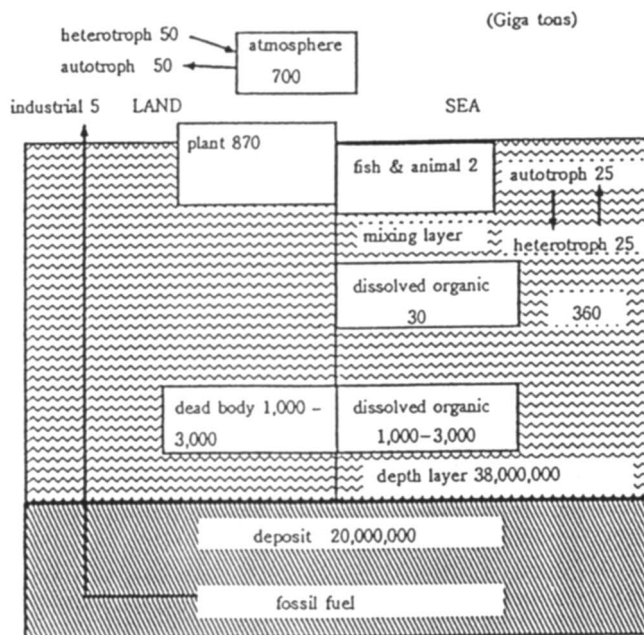 (Giga tons)
heterotroph 50
autotroph 50
atmosphere
700
industrial 5 LAND
SEA
plant 870
fish & animal 2
autotroph 25
mixing layer
heterotroph 25
dissolved organic
30
360
dead body 1,000 –
3,000
dissolved organic
1,000–3,000
depth layer 38,000,000
deposit 20,000,000
fossil fuel